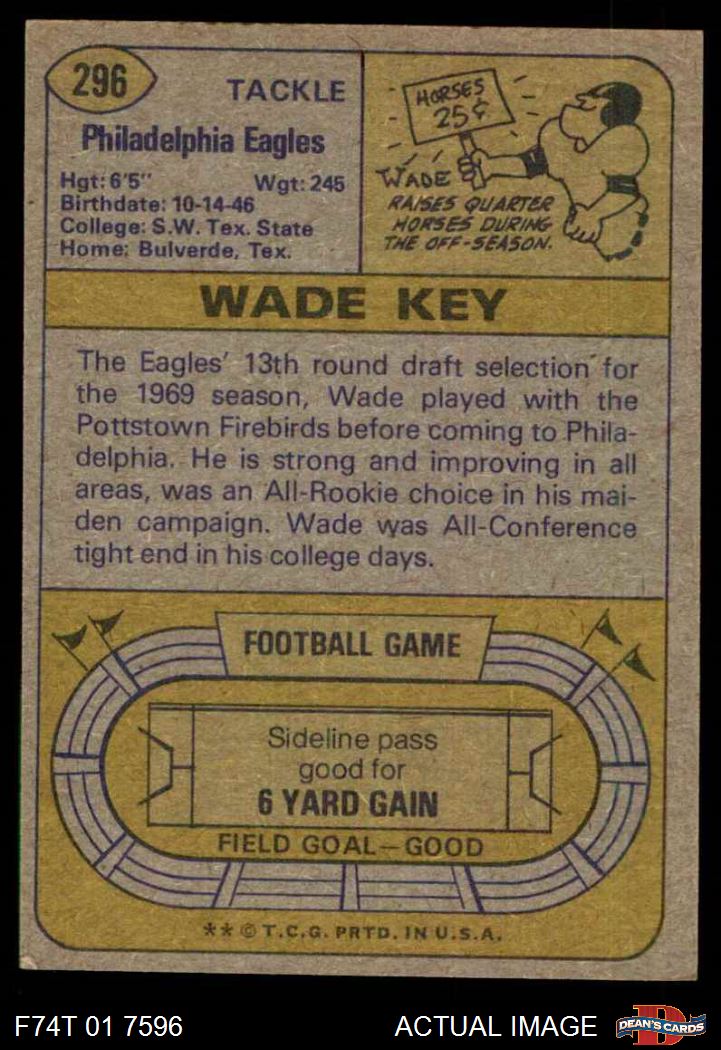 296
TACKLE
Philadelphia Eagles
Hgt: 6'5" Wgt: 245
Birthdate: 10-14-46
College: S.W. Tex. State
Home: Bulverde, Tex.
HORSES
25¢
WADE
RAISES QUARTER
HORSES DURING
THE OFF-SEASON.
WADE KEY
The Eagles' 13th round draft selection for
the 1969 season, Wade played with the
Pottstown Firebirds before coming to Phila-
delphia. He is strong and improving in all
areas, was an All-Rookie choice in his mai-
den campaign. Wade was All-Conference
tight end in his college days.
FOOTBALL GAME
Sideline pass
good for
6 YARD GAIN
FIELD GOAL—GOOD
** © T.C.G. PRTD. IN U.S.A.
F74T 01 7596
ACTUAL IMAGE
D
DEAN'S CARDS